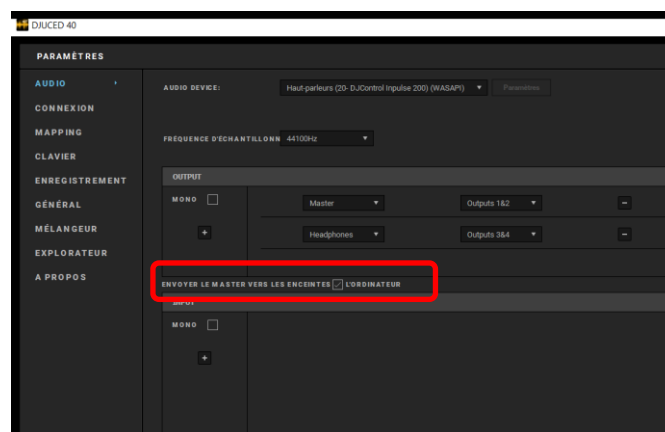 DJUCED 40
PARAMÈTRES
AUDIO
CONNEXION
MAPPING
CLAVIER
ENREGISTREMENT
GÉNÉRAL
MÉLANGEUR
EXPLORATEUR
A PROPOS
AUDIO DEVICE: Haut-parleurs (20- DJControl Inpulse 200) (WASAPI) Paramètres
FRÉQUENCE D'ÉCHANTILLONN 44100Hz
OUTPUT
MONO Master Outputs 1&2 -
+ Headphones Outputs 3&4 -
ENVOYER LE MASTER VERS LES ENCEINTES L'ORDINATEUR
INPUT
MONO
+